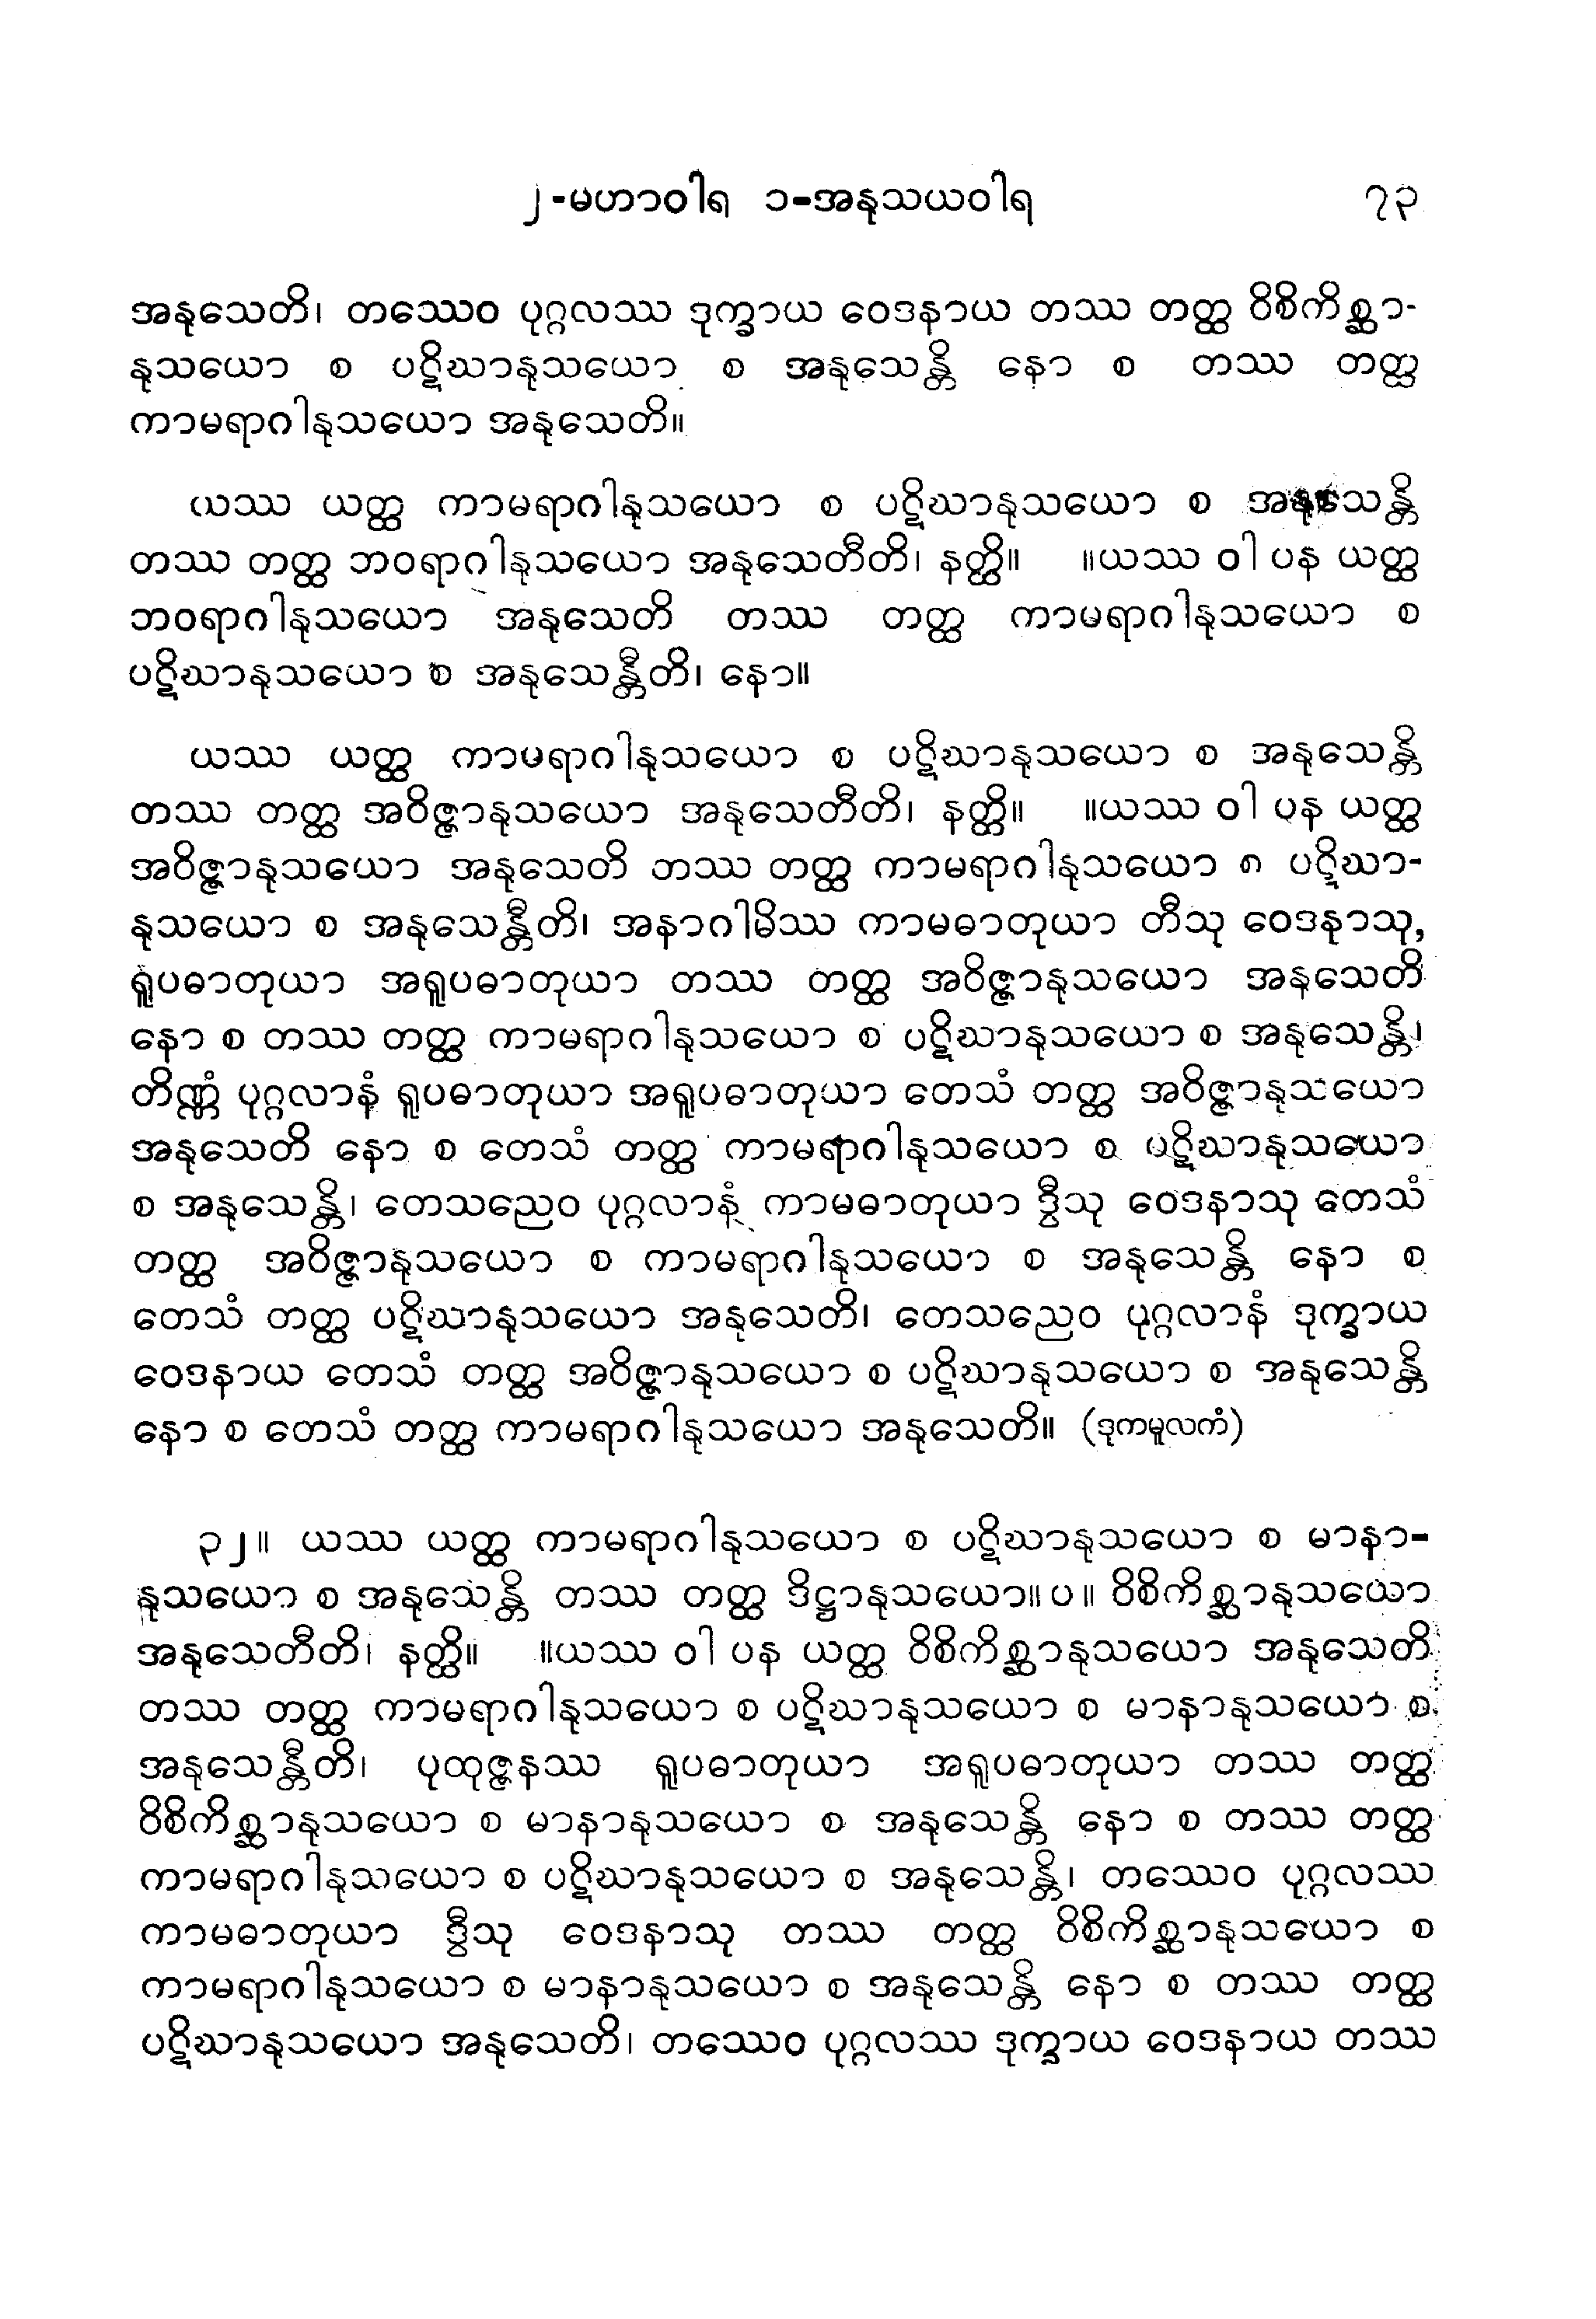 ၂-မဟာဝါရ ၁-အနုသယဝါရ ၇၃
အနုသေတိ၊ တဿေဝ ပုဂ္ဂလဿ ဒုက္ခာယ ဝေဒနာယ တဿ တတ္ထ ဝိစိကိစ္ဆာ-
နုသယော စ ပဋိဃာနုသယော စ အနုသေန္တိ နော စ တဿ တတ္ထ
ကာမရာဂါနုသယော အနုသေတိ။
ယဿ ယတ္ထ ကာမရာဂါနုသယော စ ပဋိဃာနုသယော စ အနုသေန္တိ
တဿ တတ္ထ ဘဝရာဂါနုသယော အနုသေတီတိ၊ နတ္ထိ။ ။ယဿ ဝါ ပန ယတ္ထ
ဘဝရာဂါနုသယော အနုသေတိ တဿ တတ္ထ ကာမရာဂါနုသယော စ
ပဋိဃာနုသယော စ အနုသေန္တီတိ၊ နော။
ယဿ ယတ္ထ ကာမရာဂါနုသယော စ ပဋိဃာနုသယော စ အနုသေန္တိ
တဿ တတ္ထ အဝိဇ္ဇာနုသယော အနုသေတီတိ၊ နတ္ထိ။ ။ယဿ ဝါ ပန ယတ္ထ
အဝိဇ္ဇာနုသယော အနုသေတိ တဿ တတ္ထ ကာမရာဂါနုသယော စ ပဋိဃာ-
နုသယော စ အနုသေန္တီတိ၊ အနာဂါမိဿ ကာမဓာတုယာ တီသု ဝေဒနာသု,
ရူပဓာတုယာ အရူပဓာတုယာ တဿ တတ္ထ အဝိဇ္ဇာနုသယော အနုသေတိ
နော စ တဿ တတ္ထ ကာမရာဂါနုသယော စ ပဋိဃာနုသယော စ အနုသေန္တိ၊
တိဏ္ဏံ ပုဂ္ဂလာနံ ရူပဓာတုယာ အရူပဓာတုယာ တေသံ တတ္ထ အဝိဇ္ဇာနုသယော
အနုသေတိ နော စ တေသံ တတ္ထ ကာမရာဂါနုသယော စ ပဋိဃာနုသယော
စ အနုသေန္တိ၊ တေသညေဝ ပုဂ္ဂလာနံ ကာမဓာတုယာ ဒွီသု ဝေဒနာသု တေသံ
တတ္ထ အဝိဇ္ဇာနုသယော စ ကာမရာဂါနုသယော စ အနုသေန္တိ နော စ
တေသံ တတ္ထ ပဋိဃာနုသယော အနုသေတိ၊ တေသညေဝ ပုဂ္ဂလာနံ ဒုက္ခာယ
ဝေဒနာယ တေသံ တတ္ထ အဝိဇ္ဇာနုသယော စ ပဋိဃာနုသယော စ အနုသေန္တိ
နော စ တေသံ တတ္ထ ကာမရာဂါနုသယော အနုသေတိ။ (ဒုကမူလကံ)
၃၂။ ယဿ ယတ္ထ ကာမရာဂါနုသယော စ ပဋိဃာနုသယော စ မာနာ-
နုသယော စ အနုသေန္တိ တဿ တတ္ထ ဒိဋ္ဌာနုသယော။ပ။ ဝိစိကိစ္ဆာနုသယော
အနုသေတီတိ၊ နတ္ထိ။ ။ယဿ ဝါ ပန ယတ္ထ ဝိစိကိစ္ဆာနုသယော အနုသေတိ
တဿ တတ္ထ ကာမရာဂါနုသယော စ ပဋိဃာနုသယော စ မာနာနုသယော စ
အနုသေန္တီတိ၊ ပုထုဇ္ဇနဿ ရူပဓာတုယာ အရူပဓာတုယာ တဿ တတ္ထ
ဝိစိကိစ္ဆာနုသယော စ မာနာနုသယော စ အနုသေန္တိ နော စ တဿ တတ္ထ
ကာမရာဂါနုသယော စ ပဋိဃာနုသယော စ အနုသေန္တိ၊ တဿေဝ ပုဂ္ဂလဿ
ကာမဓာတုယာ ဒွီသု ဝေဒနာသု တဿ တတ္ထ ဝိစိကိစ္ဆာနုသယော စ
ကာမရာဂါနုသယော စ မာနာနုသယော စ အနုသေန္တိ နော စ တဿ တတ္ထ
ပဋိဃာနုသယော အနုသေတိ၊ တဿေဝ ပုဂ္ဂလဿ ဒုက္ခာယ ဝေဒနာယ တဿ